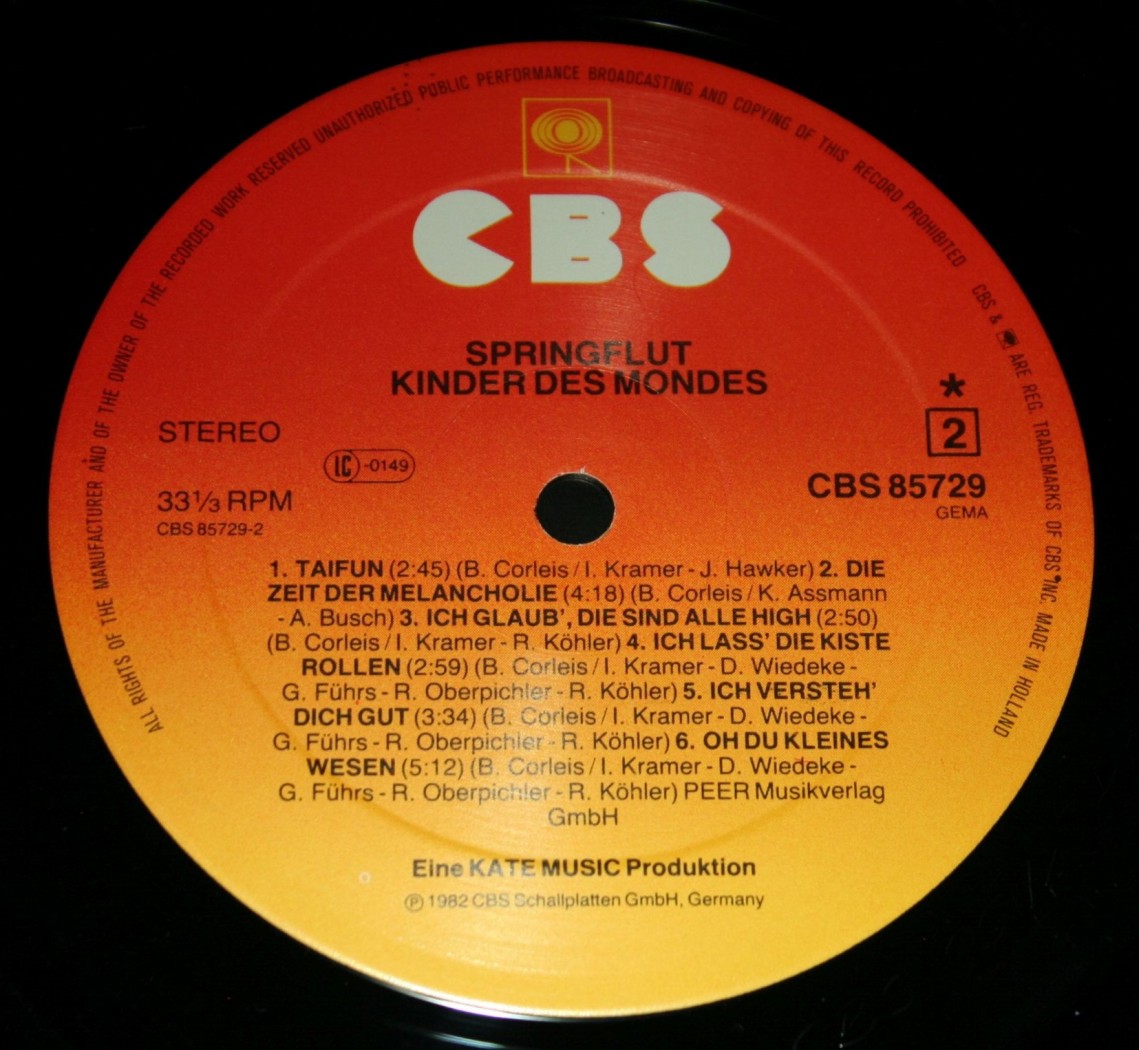 ALL RIGHTS OF THE MANUFACTURER AND OF THE OWNER OF THE RECORDED WORK RESERVED UNAUTHORIZED PUBLIC PERFORMANCE BROADCASTING AND COPYING OF THIS RECORD PROHIBITED
CBS & ARE REG. TRADEMARKS OF CBS INC MADE IN HOLLAND
CBS
SPRINGFLUT
KINDER DES MONDES
STEREO
LC-0149
33⅓ RPM
CBS 85729-2
*
2
CBS 85729
GEMA
1. TAIFUN (2:45) (B. Corleis / I. Kramer - J. Hawker) 2. DIE
ZEIT DER MELANCHOLIE (4:18) (B. Corleis / K. Assmann
- A. Busch) 3. ICH GLAUB', DIE SIND ALLE HIGH (2:50)
(B. Corleis / I. Kramer - R. Köhler) 4. ICH LASS' DIE KISTE
ROLLEN (2:59) (B. Corleis / I. Kramer - D. Wiedeke -
G. Führs - R. Oberpichler - R. Köhler) 5. ICH VERSTEH'
DICH GUT (3:34) (B. Corleis / I. Kramer - D. Wiedeke -
G. Führs - R. Oberpichler - R. Köhler) 6. OH DU KLEINES
WESEN (5:12) (B. Corleis / I. Kramer - D. Wiedeke -
G. Führs - R. Oberpichler - R. Köhler) PEER Musikverlag
GmbH
Eine KATE MUSIC Produktion
℗ 1982 CBS Schallplatten GmbH, Germany